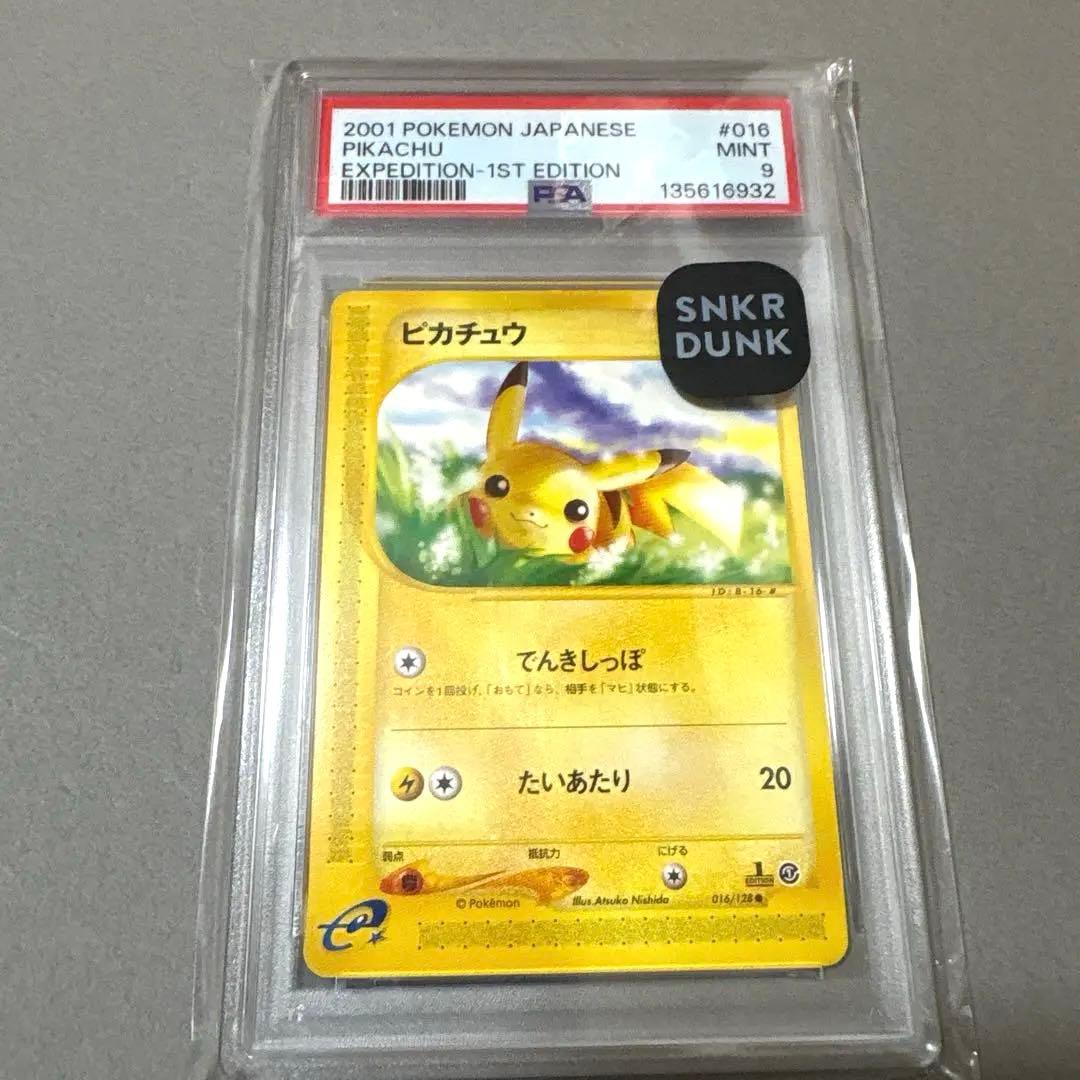 2001 POKEMON JAPANESE #016
PIKACHU MINT
EXPEDITION-1ST EDITION 9
PSA 135616932
SNKR
DUNK
ピカチュウ
ID:B-16-#
でんきしっぽ
コインを1回投げ、「おもて」なら、相手を「マヒ」状態にする。
たいあたり 20
弱点 抵抗力 にげる
1
EDITION
© Pokémon Illus.Atsuko Nishida 016/128
e